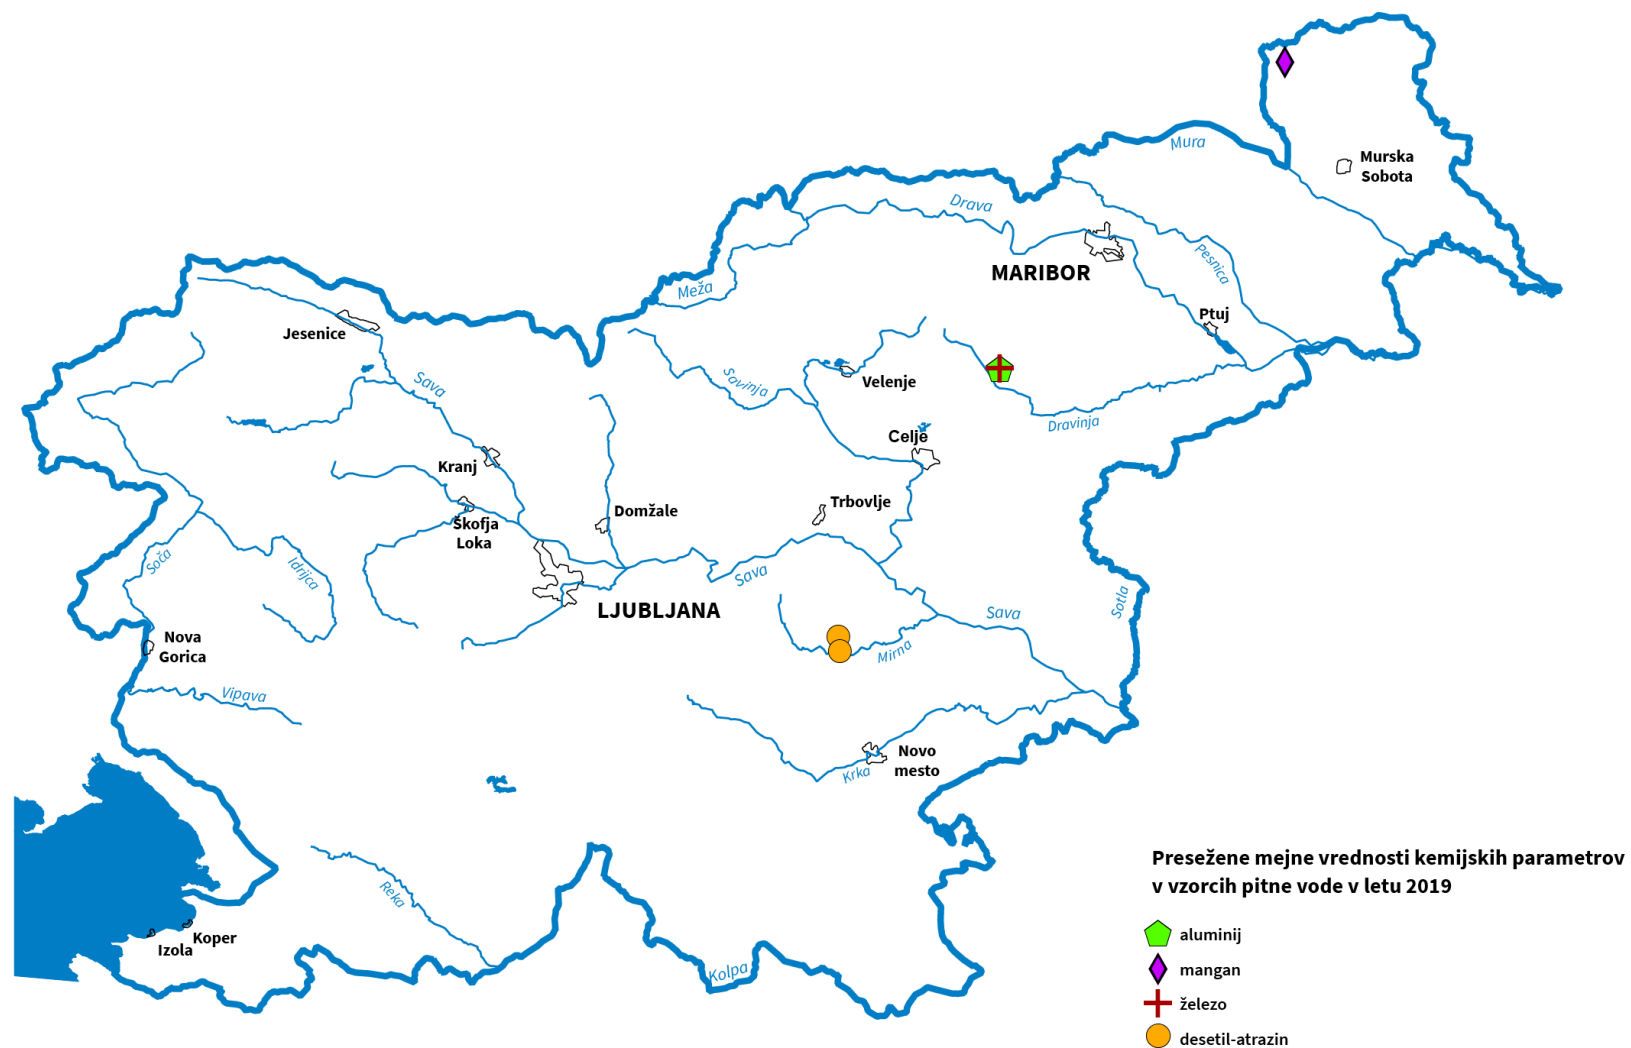 Mura
Murska
Sobota
Drava
MARIBOR
Pesnica
Meža
Ptuj
Jesenice
Sava
Savinja
Velenje
Dravinja
Celje
Kranj
Trbovlje
Domžale
Škofja
Loka
Soča
Idrijca
Sava
LJUBLJANA
Sotla
Sava
Nova
Gorica
Mirna
Vipava
Novo
mesto
Krka
Reka
Koper
Izola
Kolpa
Presežene mejne vrednosti kemijskih parametrov
v vzorcih pitne vode v letu 2019
aluminij
mangan
železo
desetil-atrazin